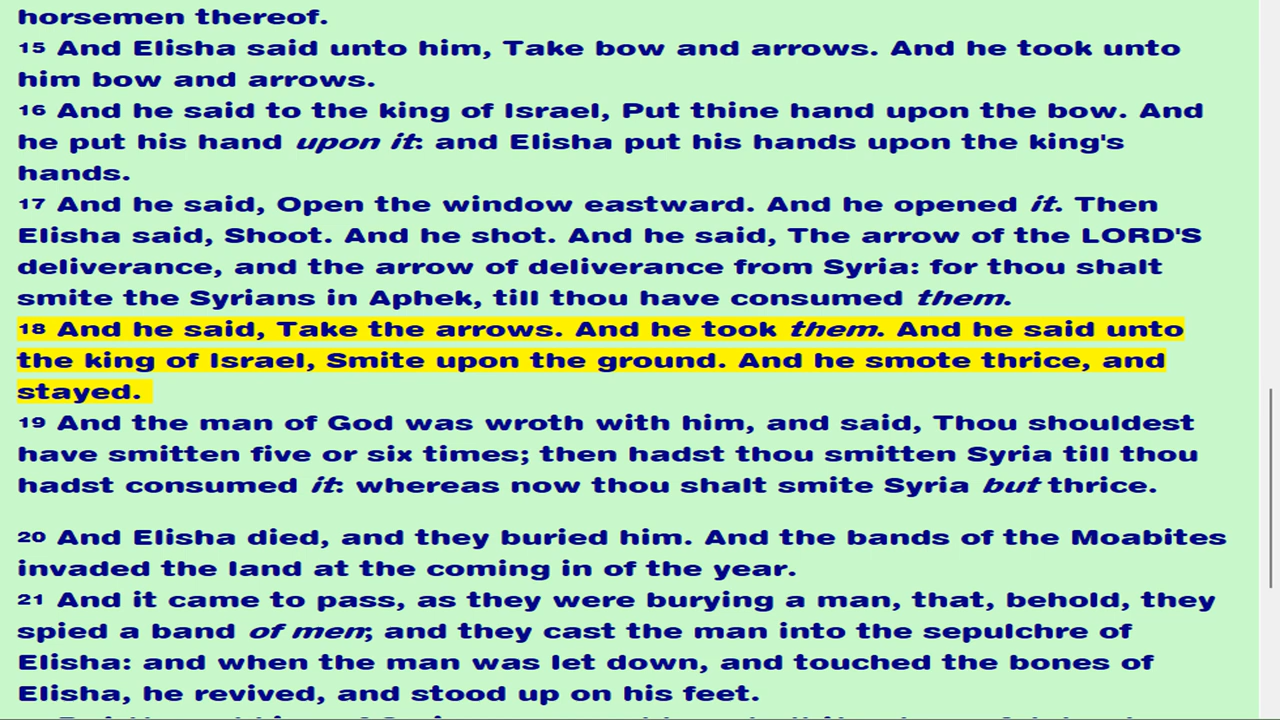 horsemen thereof.
15 And Elisha said unto him, Take bow and arrows. And he took unto
him bow and arrows.
16 And he said to the king of Israel, Put thine hand upon the bow. And
he put his hand upon it: and Elisha put his hands upon the king's
hands.
17 And he said, Open the window eastward. And he opened it. Then
Elisha said, Shoot. And he shot. And he said, The arrow of the LORD'S
deliverance, and the arrow of deliverance from Syria: for thou shalt
smite the Syrians in Aphek, till thou have consumed them.
18 And he said, Take the arrows. And he took them. And he said unto
the king of Israel, Smite upon the ground. And he smote thrice, and
stayed.
19 And the man of God was wroth with him, and said, Thou shouldest
have smitten five or six times; then hadst thou smitten Syria till thou
hadst consumed it: whereas now thou shalt smite Syria but thrice.
20 And Elisha died, and they buried him. And the bands of the Moabites
invaded the land at the coming in of the year.
21 And it came to pass, as they were burying a man, that, behold, they
spied a band of men; and they cast the man into the sepulchre of
Elisha: and when the man was let down, and touched the bones of
Elisha, he revived, and stood up on his feet.